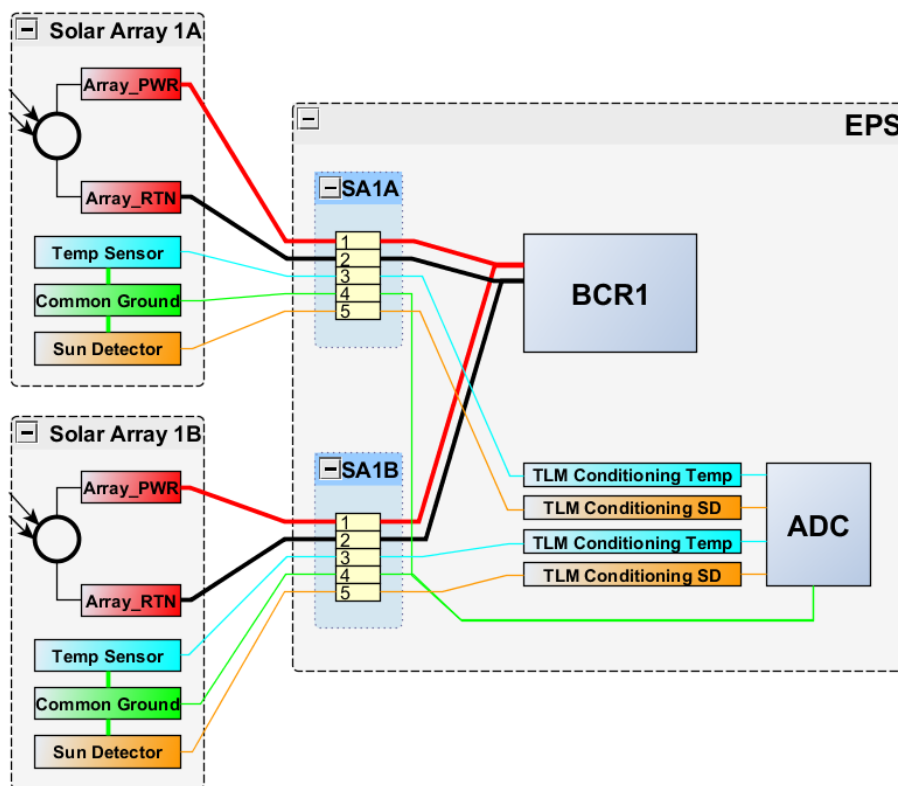 Solar Array 1A
Array_PWR
Array_RTN
Temp Sensor
Common Ground
Sun Detector
EPS
SA1A
1
2
3
4
5
BCR1
Solar Array 1B
Array_PWR
Array_RTN
Temp Sensor
Common Ground
Sun Detector
SA1B
1
2
3
4
5
TLM Conditioning Temp
TLM Conditioning SD
TLM Conditioning Temp
TLM Conditioning SD
ADC